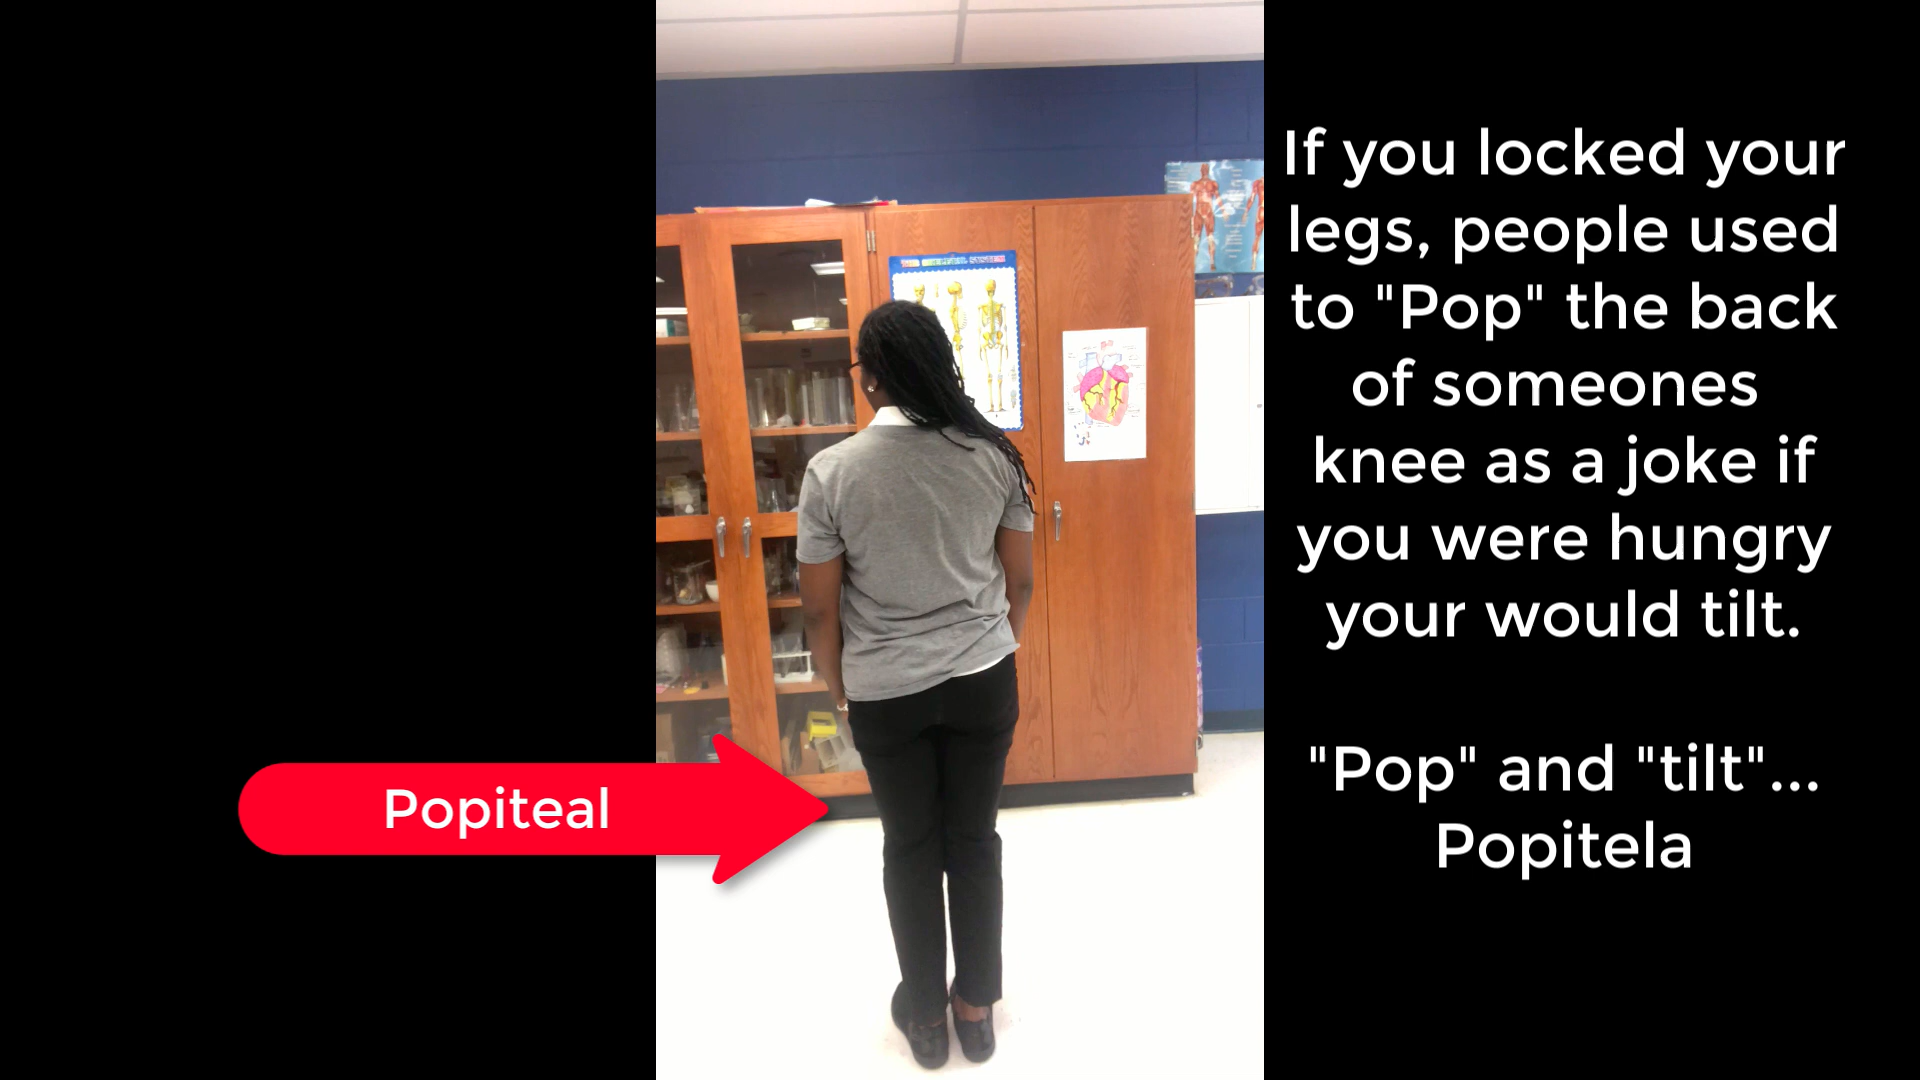 If you locked your
legs, people used
to "Pop" the back
of someones
knee as a joke if
you were hungry
your would tilt.
"Pop" and "tilt"...
Popitela
Popiteal
SYSTEM